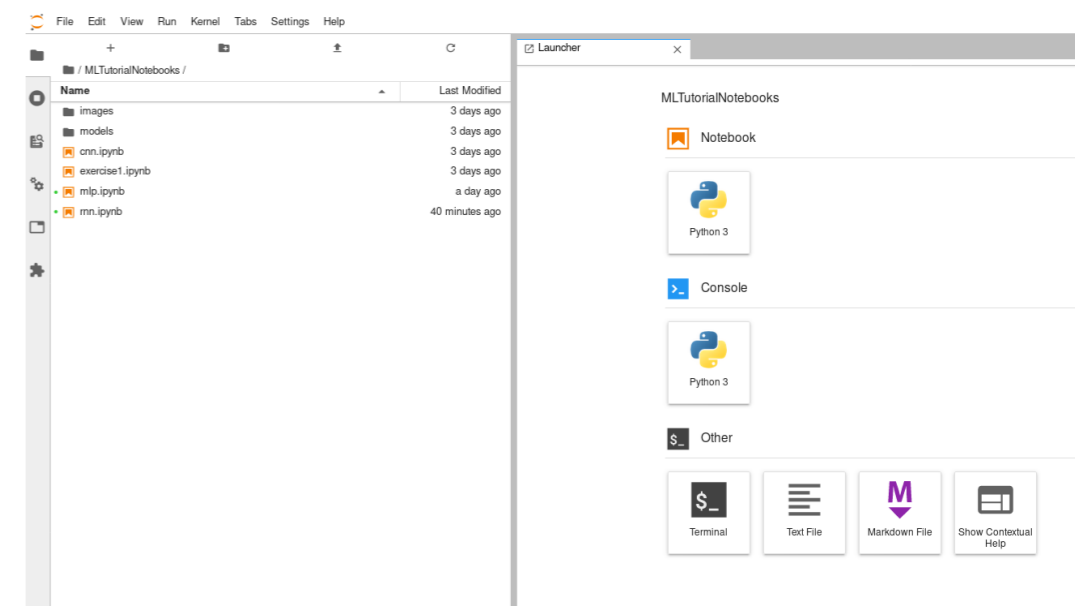 File Edit View Run Kernel Tabs Settings Help
/ MLTutorialNotebooks /
Name Last Modified
images 3 days ago
models 3 days ago
cnn.ipynb 3 days ago
exercise1.ipynb 3 days ago
mlp.ipynb a day ago
rnn.ipynb 40 minutes ago
Launcher
MLTutorialNotebooks
Notebook
Python 3
>_ Console
Python 3
$_ Other
$_
M
Terminal
Text File
Markdown File
Show Contextual
Help